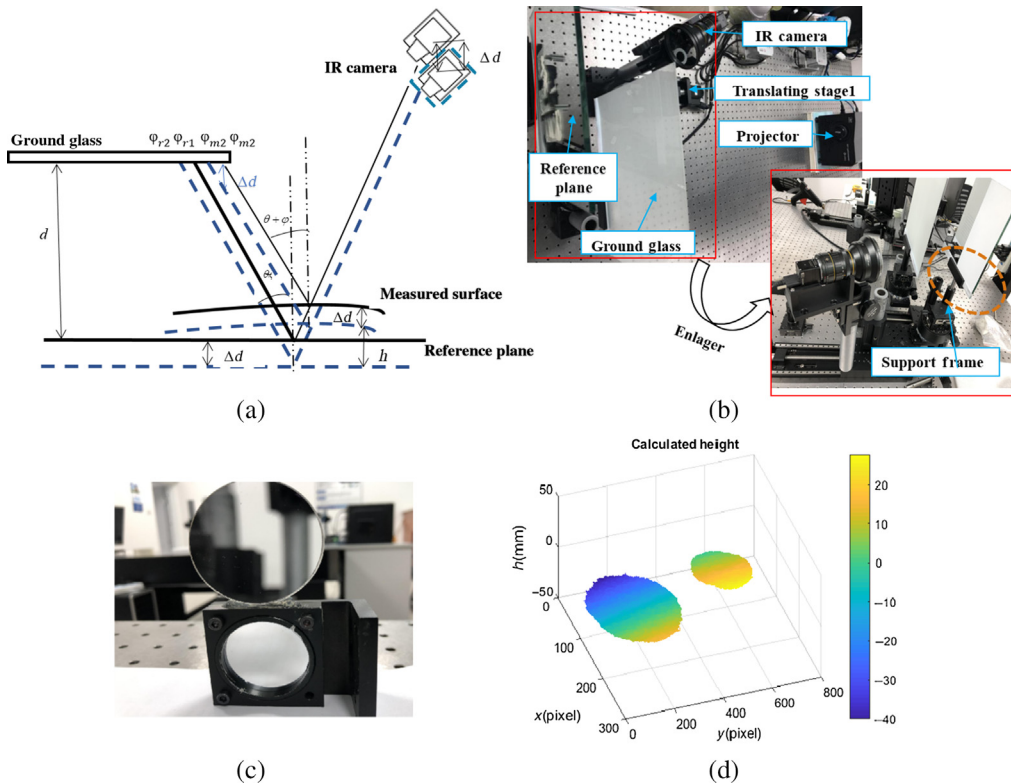 IR camera
Δd
Ground glass
φr2 φr1 φm2 φm2
Δd
d
θ+φ
Measured surface
Δd
Reference plane
Δd
h
(a)
IR camera
Translating stage1
Projector
Reference
plane
Ground glass
Enlager
Support frame
(b)
(c)
Calculated height
50
0
−50
h(mm)
0
100
200
300
x(pixel)
0
200
400
600
800
y(pixel)
20
10
0
−10
−20
−30
−40
(d)